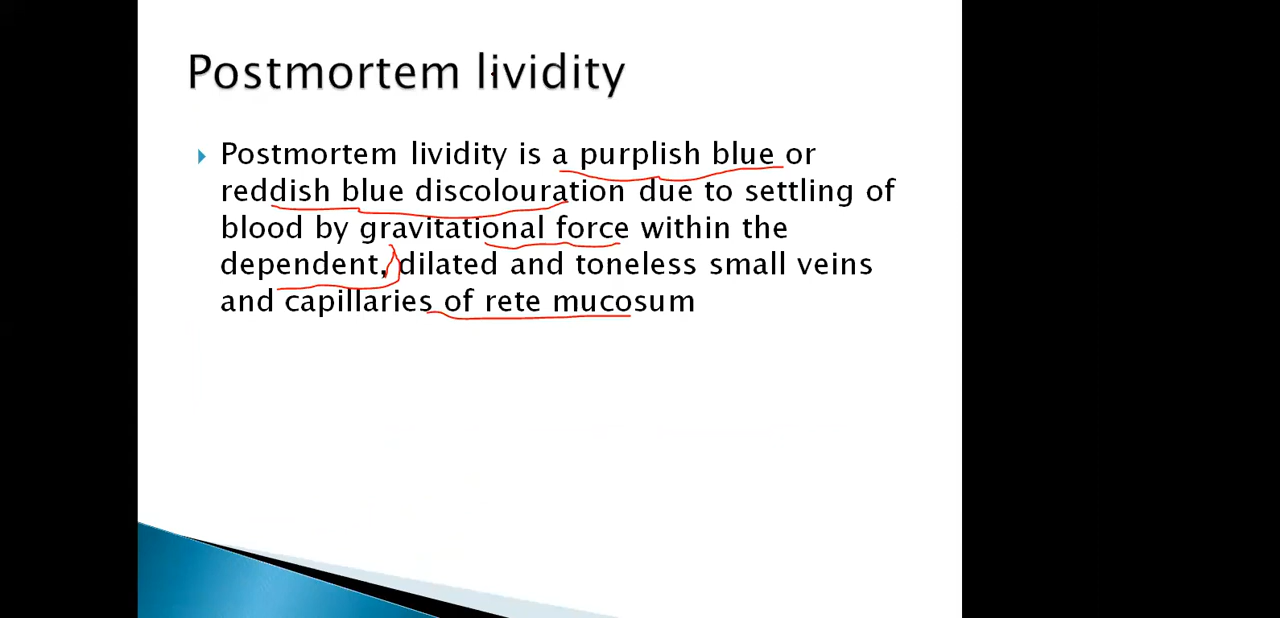 Postmortem lividity
Postmortem lividity is a purplish blue or
reddish blue discolouration due to settling of
blood by gravitational force within the
dependent, dilated and toneless small veins
and capillaries of rete mucosum